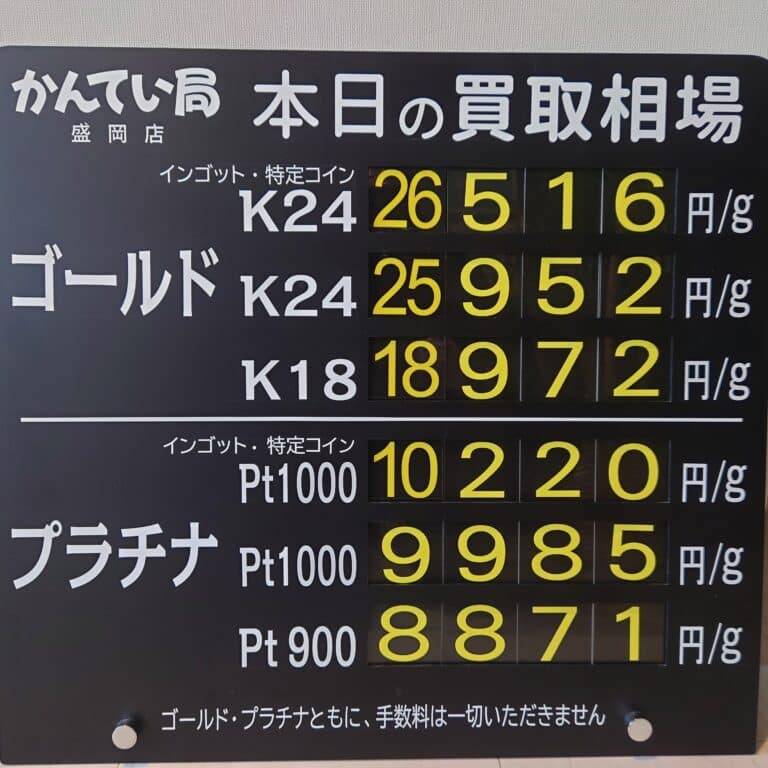 かんてい局
盛岡店
本日の買取相場
インゴット・特定コイン
K24 26516 円/g
ゴールド K24 25952 円/g
K18 18972 円/g
インゴット・特定コイン
Pt1000 10220 円/g
プラチナ Pt1000 9985 円/g
Pt900 8871 円/g
ゴールド・プラチナともに、手数料は一切いただきません